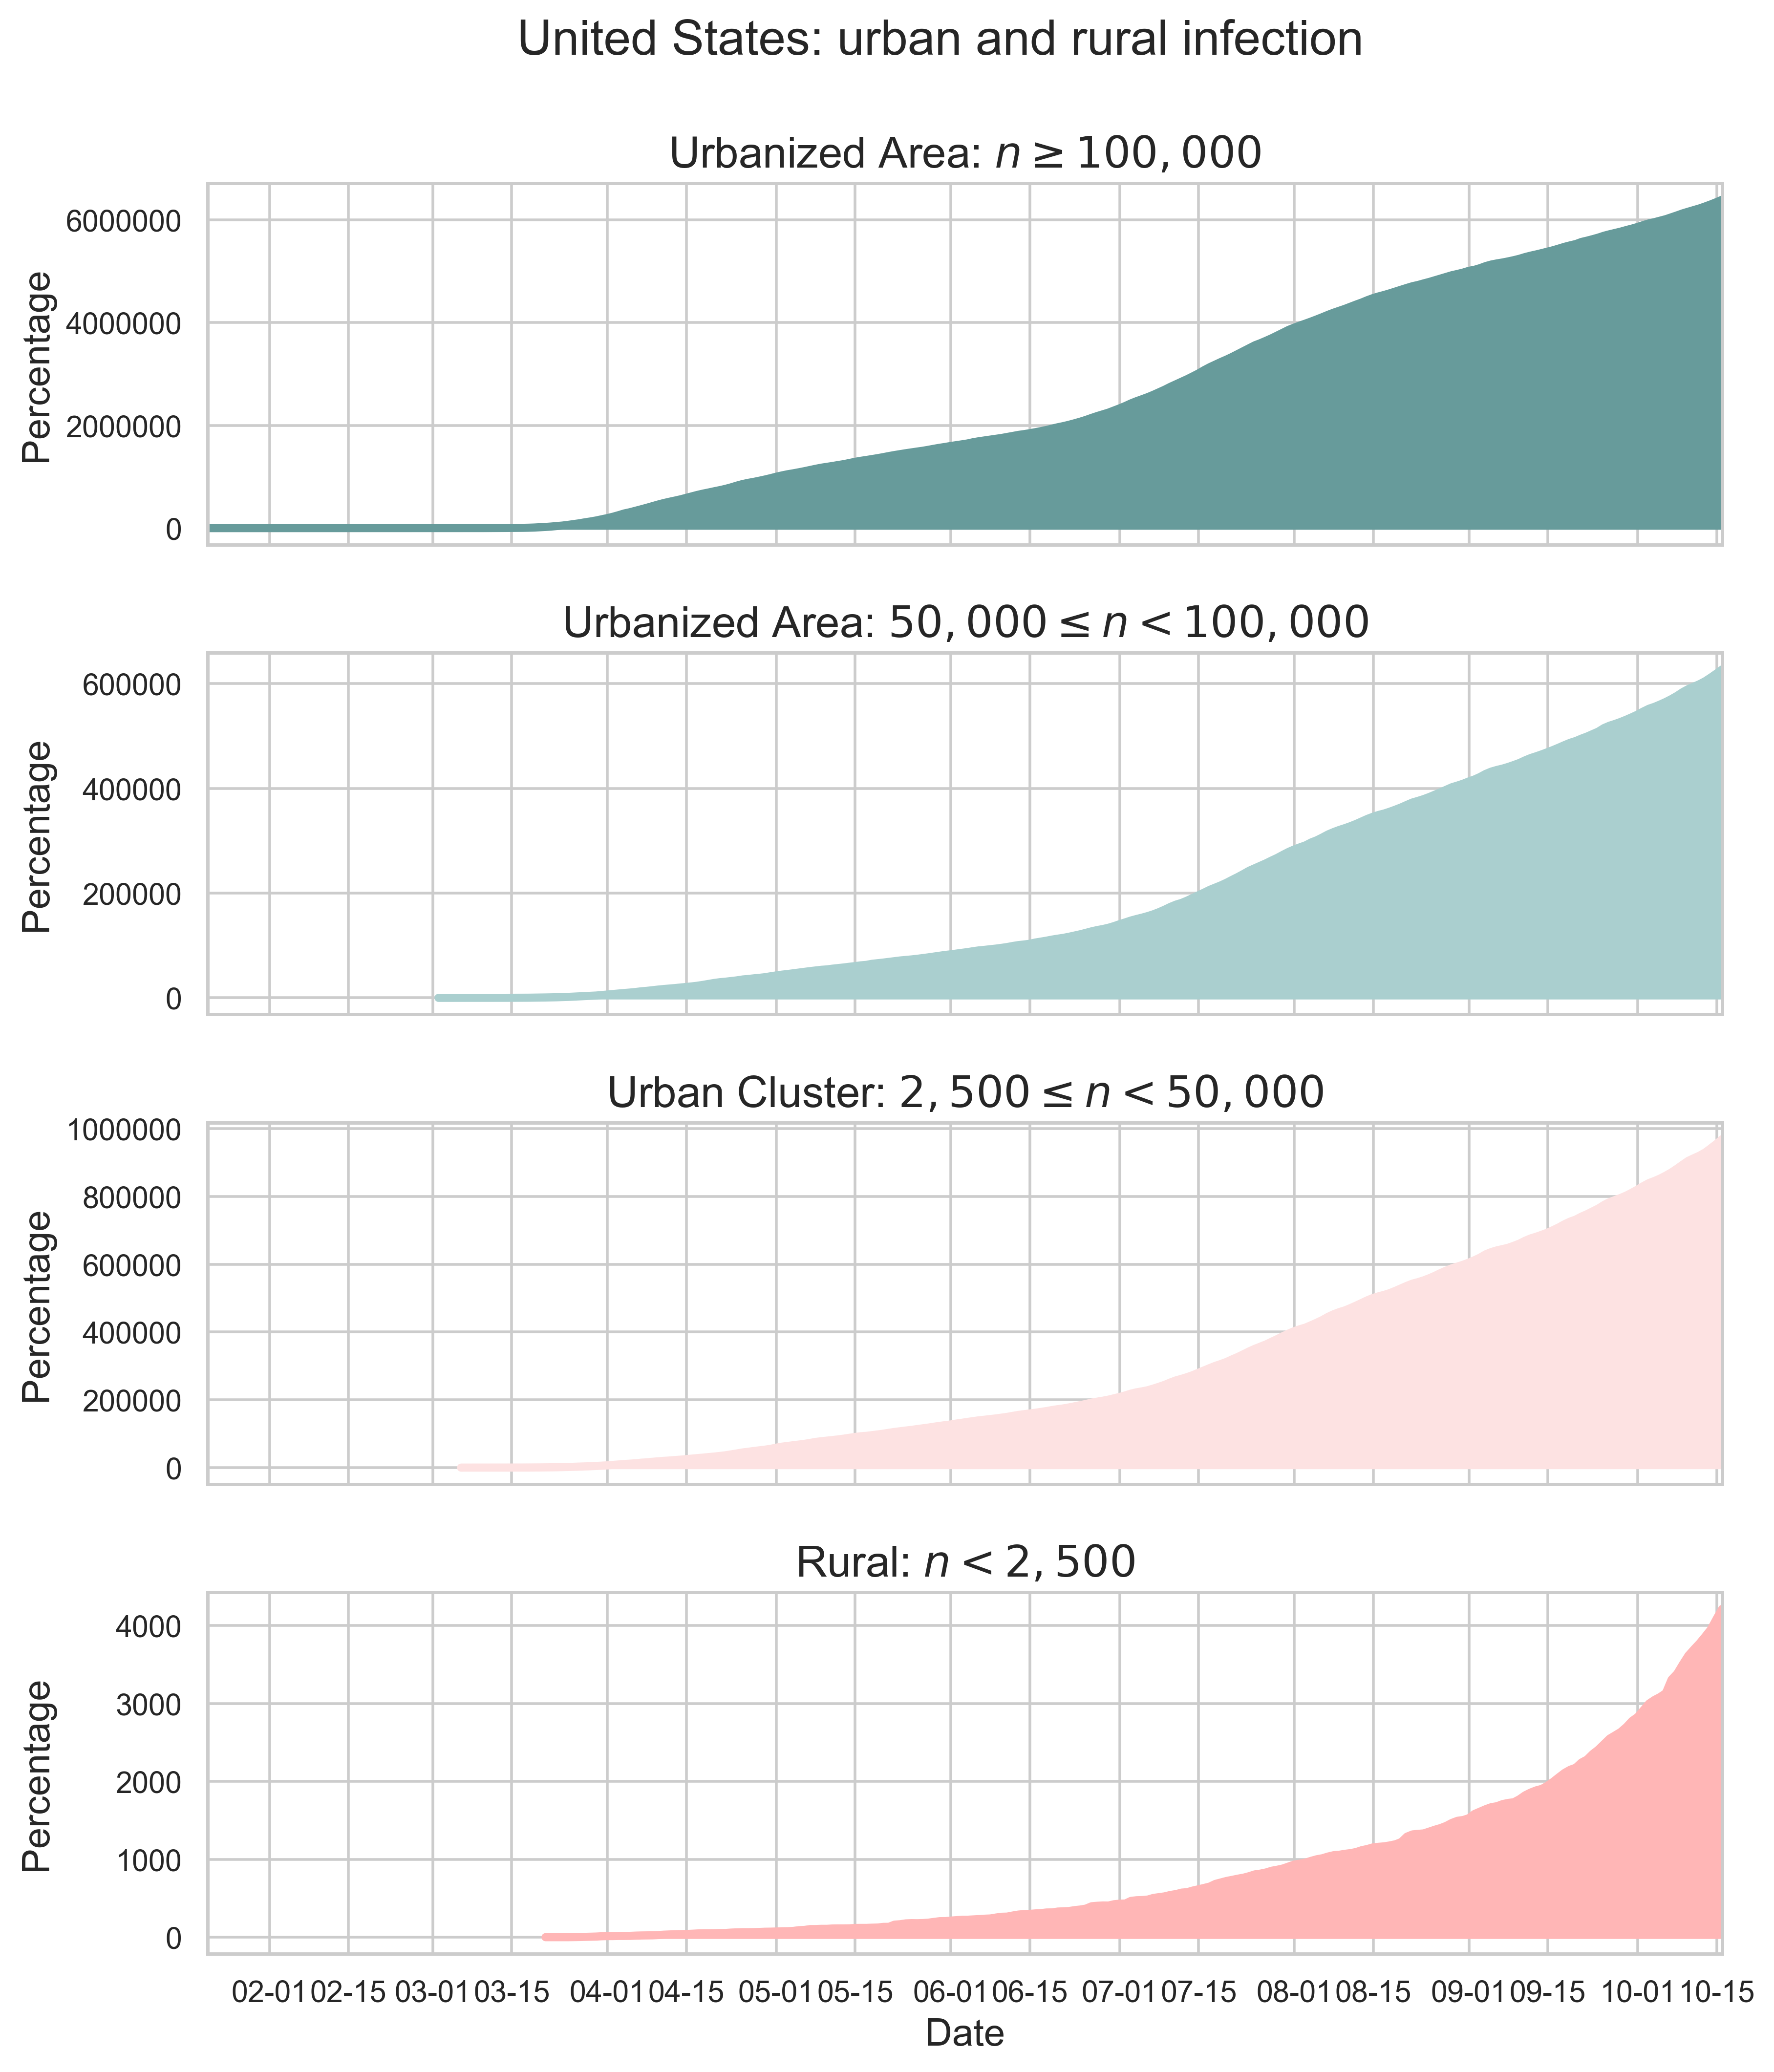 United States: urban and rural infection
Urbanized Area: n ≥ 100, 000
6000000
4000000
2000000
0
Percentage
Urbanized Area: 50, 000 ≤ n < 100, 000
600000
400000
200000
0
Percentage
Urban Cluster: 2, 500 ≤ n < 50, 000
1000000
800000
600000
400000
200000
0
Percentage
Rural: n < 2, 500
4000
3000
2000
1000
0
Percentage
02-01 02-15 03-01 03-15 04-01 04-15 05-01 05-15 06-01 06-15 07-01 07-15 08-01 08-15 09-01 09-15 10-01 10-15
Date